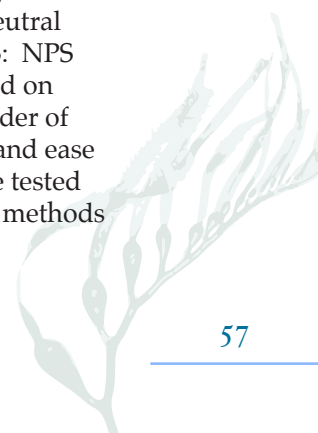 eutral
: NPS
d on
der of
and ease
e tested
methods
57